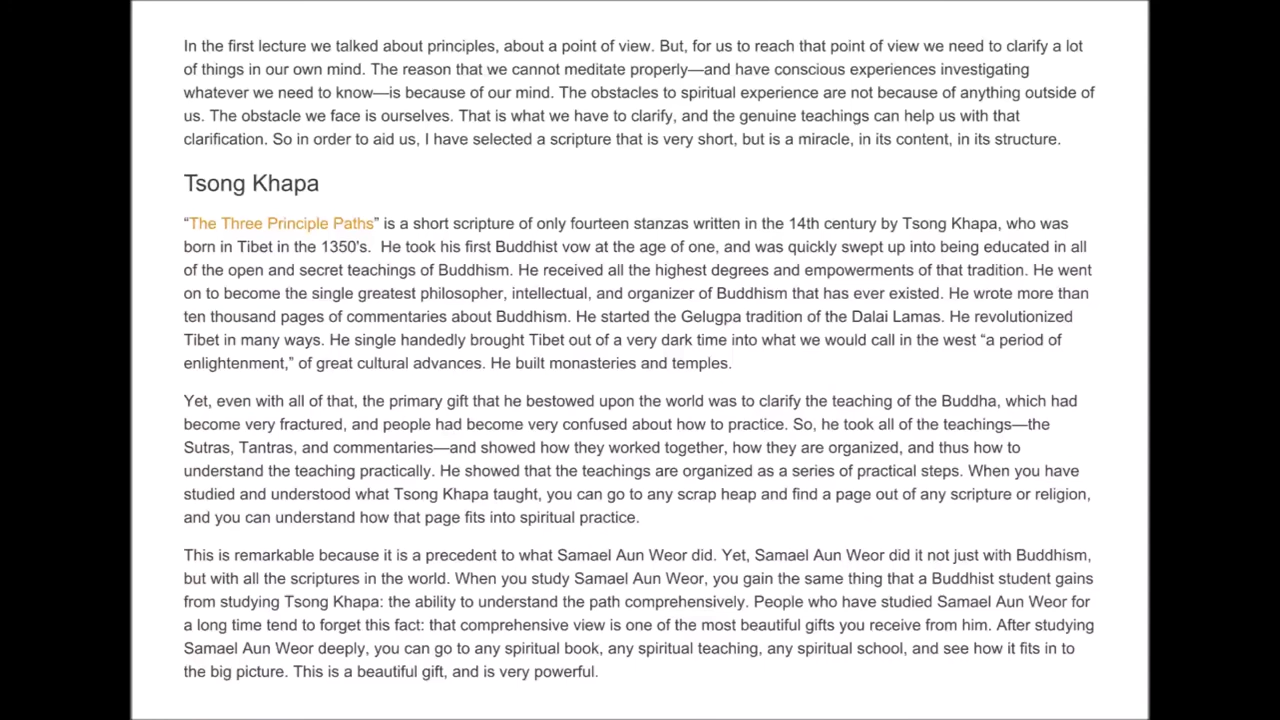 In the first lecture we talked about principles, about a point of view. But, for us to reach that point of view we need to clarify a lot
of things in our own mind. The reason that we cannot meditate properly—and have conscious experiences investigating
whatever we need to know—is because of our mind. The obstacles to spiritual experience are not because of anything outside of
us. The obstacle we face is ourselves. That is what we have to clarify, and the genuine teachings can help us with that
clarification. So in order to aid us, I have selected a scripture that is very short, but is a miracle, in its content, in its structure.
Tsong Khapa
“The Three Principle Paths” is a short scripture of only fourteen stanzas written in the 14th century by Tsong Khapa, who was
born in Tibet in the 1350's.  He took his first Buddhist vow at the age of one, and was quickly swept up into being educated in all
of the open and secret teachings of Buddhism. He received all the highest degrees and empowerments of that tradition. He went
on to become the single greatest philosopher, intellectual, and organizer of Buddhism that has ever existed. He wrote more than
ten thousand pages of commentaries about Buddhism. He started the Gelugpa tradition of the Dalai Lamas. He revolutionized
Tibet in many ways. He single handedly brought Tibet out of a very dark time into what we would call in the west “a period of
enlightenment,” of great cultural advances. He built monasteries and temples.
Yet, even with all of that, the primary gift that he bestowed upon the world was to clarify the teaching of the Buddha, which had
become very fractured, and people had become very confused about how to practice. So, he took all of the teachings—the
Sutras, Tantras, and commentaries—and showed how they worked together, how they are organized, and thus how to
understand the teaching practically. He showed that the teachings are organized as a series of practical steps. When you have
studied and understood what Tsong Khapa taught, you can go to any scrap heap and find a page out of any scripture or religion,
and you can understand how that page fits into spiritual practice.
This is remarkable because it is a precedent to what Samael Aun Weor did. Yet, Samael Aun Weor did it not just with Buddhism,
but with all the scriptures in the world. When you study Samael Aun Weor, you gain the same thing that a Buddhist student gains
from studying Tsong Khapa: the ability to understand the path comprehensively. People who have studied Samael Aun Weor for
a long time tend to forget this fact: that comprehensive view is one of the most beautiful gifts you receive from him. After studying
Samael Aun Weor deeply, you can go to any spiritual book, any spiritual teaching, any spiritual school, and see how it fits in to
the big picture. This is a beautiful gift, and is very powerful.